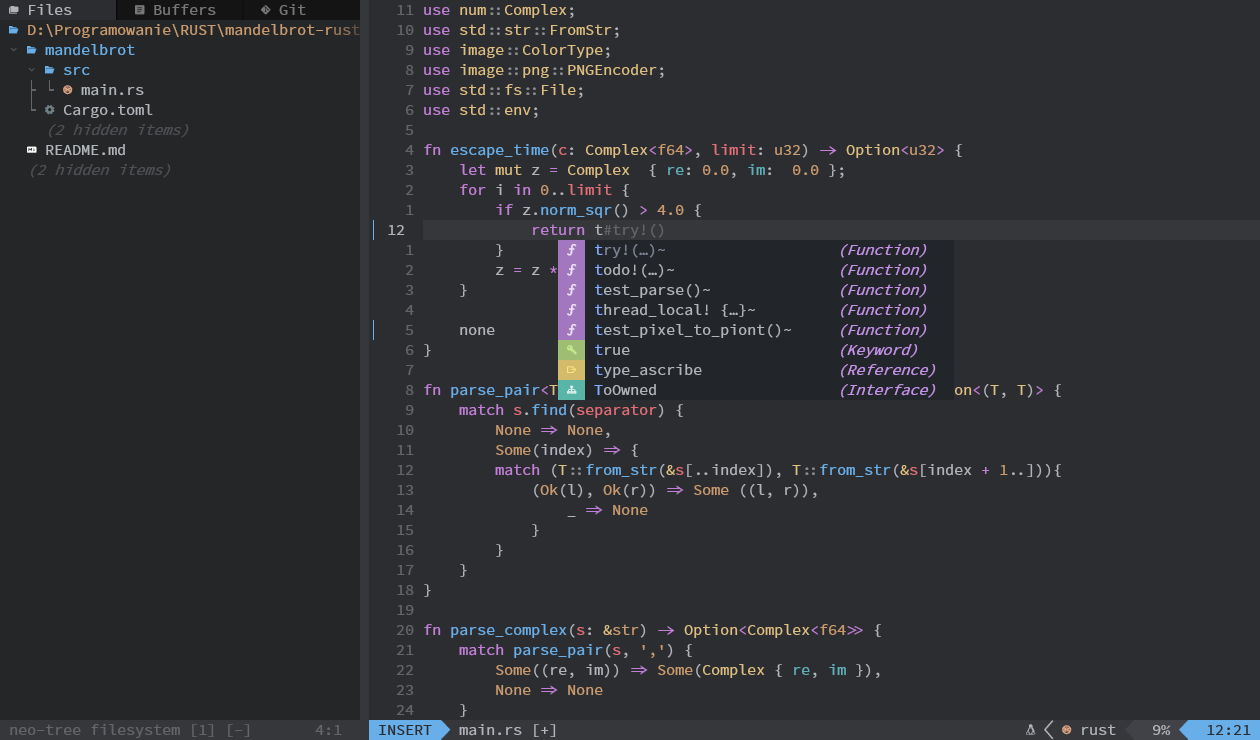 Files Buffers Git
D:\Programowanie\RUST\mandelbrot-rust
mandelbrot
src
main.rs
Cargo.toml
(2 hidden items)
README.md
(2 hidden items)
neo-tree filesystem [1] [-] 4:1
11 use num::Complex;
10 use std::str::FromStr;
9 use image::ColorType;
8 use image::png::PNGEncoder;
7 use std::fs::File;
6 use std::env;
5
4 fn escape_time(c: Complex<f64>, limit: u32) -> Option<u32> {
3 let mut z = Complex { re: 0.0, im: 0.0 };
2 for i in 0..limit {
1 if z.norm_sqr() > 4.0 {
12 return t#try!()
1 }
2 z = z *
3 }
4
5 none
6 }
7
8 fn parse_pair<T on<(T, T)> {
try!(…)~ (Function)
todo!(…)~ (Function)
test_parse()~ (Function)
thread_local! {…}~ (Function)
test_pixel_to_piont()~ (Function)
true (Keyword)
type_ascribe (Reference)
ToOwned (Interface)
9 match s.find(separator) {
10 None => None,
11 Some(index) => {
12 match (T::from_str(&s[..index]), T::from_str(&s[index + 1..])){
13 (Ok(l), Ok(r)) => Some ((l, r)),
14 _ => None
15 }
16 }
17 }
18 }
19
20 fn parse_complex(s: &str) -> Option<Complex<f64>> {
21 match parse_pair(s, ',') {
22 Some((re, im)) => Some(Complex { re, im }),
23 None => None
24 }
INSERT main.rs [+] rust 9% 12:21